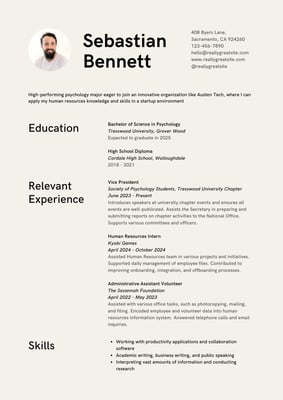 Sebastian
Bennett
408 Byers Lane,
Sacramento, CA 924260
123-456-7890
hello@reallygreatsite.com
www.reallygreatsite.com
@reallygreatsite
High-performing psychology major eager to join an innovative organization like Austen Tech, where I can
apply my human resources knowledge and skills in a startup environment
Education
Bachelor of Science in Psychology
Tresswood University, Grover Wood
Expected to graduate in 2025
High School Diploma
Cordale High School, Wolloughdale
2018 - 2021
Relevant
Experience
Vice President
Society of Psychology Students, Tresswood University Chapter
June 2023 - Present
Introduces speakers at university chapter events and ensures all
events are well-publicized. Assists the Secretary in preparing and
submitting reports on chapter activities to the National Office.
Supports various committees and officers.
Human Resources Intern
Kyobi Games
April 2024 - October 2024
Assisted Human Resources team in various projects and initiatives.
Supported daily management of employee files. Contributed to
improving onboarding, integration, and offboarding processes.
Administrative Assistant Volunteer
The Savannah Foundation
April 2022 - May 2023
Assisted with various office tasks, such as photocopying, mailing,
and filing. Encoded employee and volunteer data into human
resources information system. Answered telephone calls and email
inquiries.
Skills
• Working with productivity applications and collaboration
software
• Academic writing, business writing, and public speaking
• Interpreting vast amounts of information and conducting
research